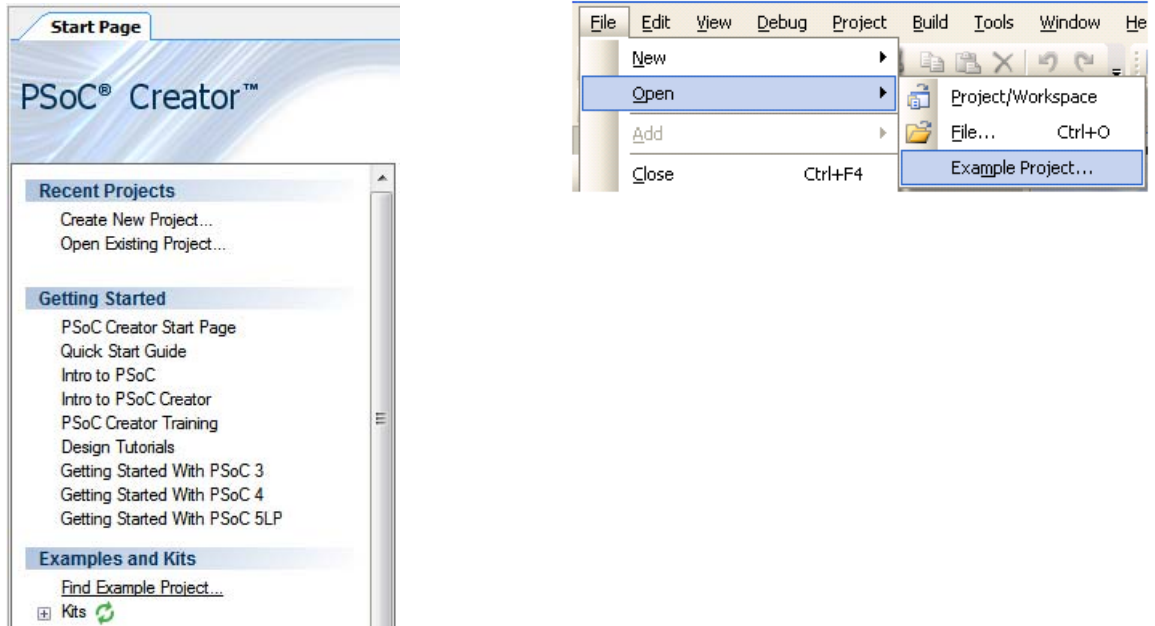 Start Page
PSoC® Creator™
Recent Projects
Create New Project...
Open Existing Project...
Getting Started
PSoC Creator Start Page
Quick Start Guide
Intro to PSoC
Intro to PSoC Creator
PSoC Creator Training
Design Tutorials
Getting Started With PSoC 3
Getting Started With PSoC 4
Getting Started With PSoC 5LP
Examples and Kits
Find Example Project...
Kits
File Edit View Debug Project Build Tools Window He
New
Open
Project/Workspace
Add
File... Ctrl+O
Close Ctrl+F4
Example Project...